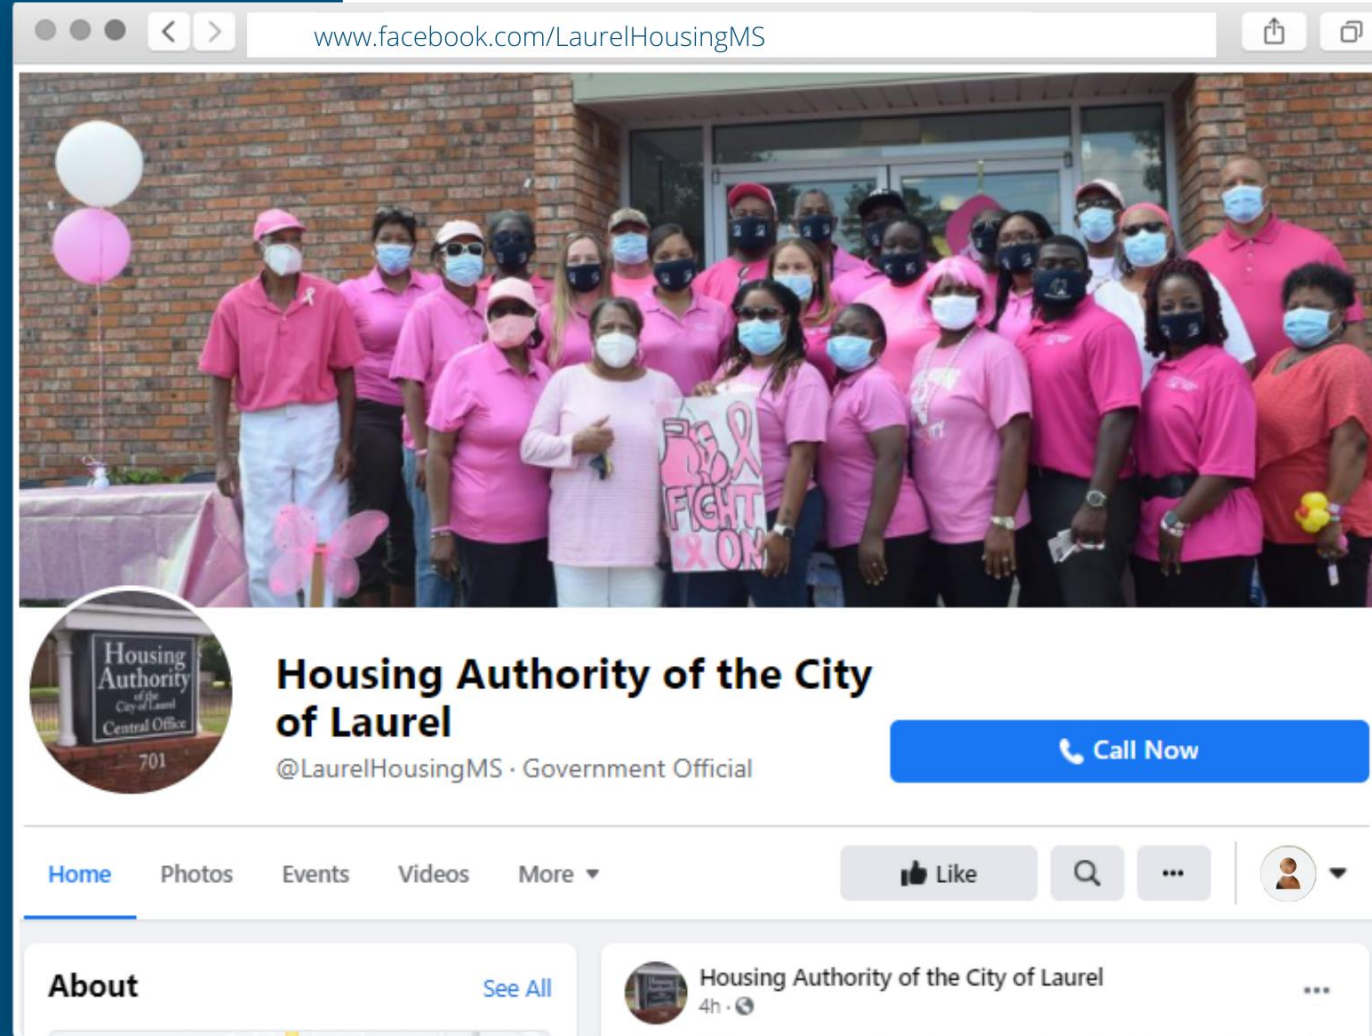 www.facebook.com/LaurelHousingMS
FIGHT
ON
Housing
Authority
of the
City of Laurel
Central Office
701
Housing Authority of the City
of Laurel
@LaurelHousingMS · Government Official
Call Now
Home
Photos
Events
Videos
More
Like
About
See All
Housing Authority of the City of Laurel
4h ·